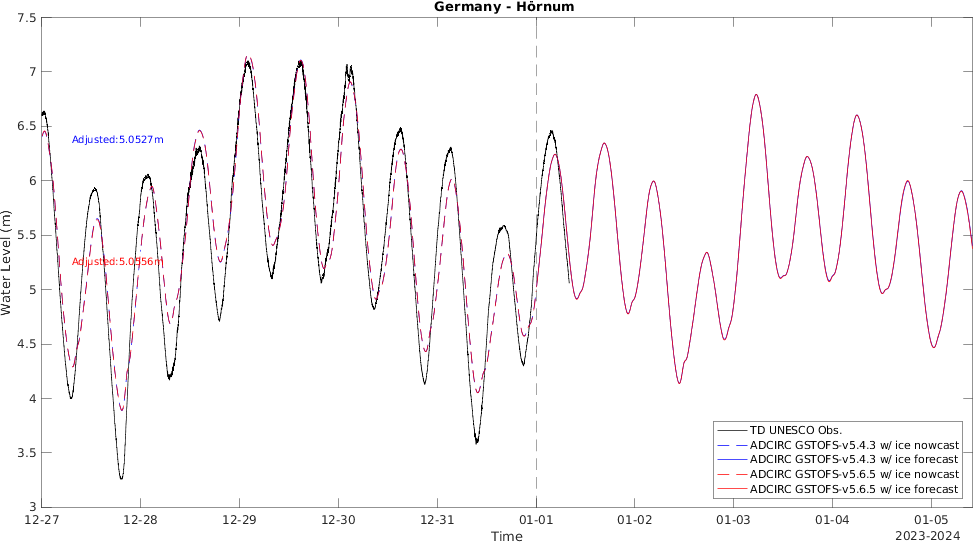 Germany - Hörnum
7.5
7
6.5
6
5.5
5
4.5
4
3.5
3
Water Level (m)
Adjusted:5.0527m
Adjusted:5.0556m
TD UNESCO Obs.
ADCIRC GSTOFS-v5.4.3 w/ ice nowcast
ADCIRC GSTOFS-v5.4.3 w/ ice forecast
ADCIRC GSTOFS-v5.6.5 w/ ice nowcast
ADCIRC GSTOFS-v5.6.5 w/ ice forecast
12-27 12-28 12-29 12-30 12-31 01-01 01-02 01-03 01-04 01-05
Time
2023-2024